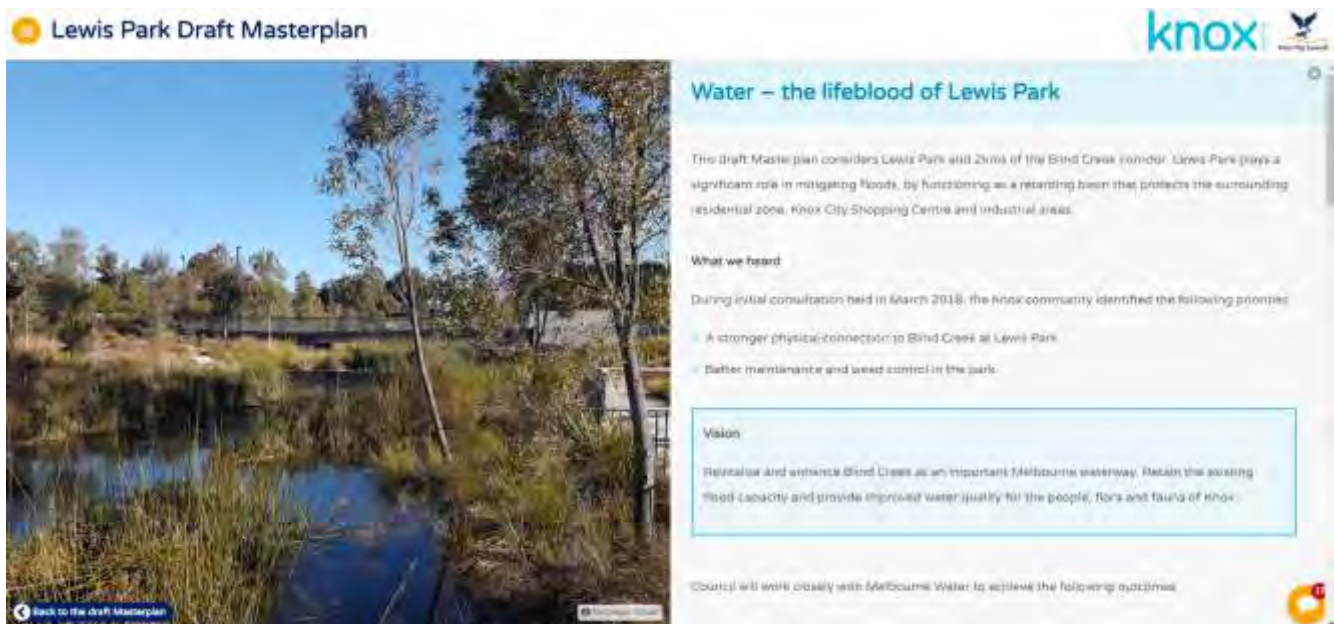 Lewis Park Draft Masterplan
knox
Water – the lifeblood of Lewis Park
This draft Masterplan considers Lewis Park and 2kms of the Blind Creek corridor. Lewis Park plays a
significant role in mitigating floods, by functioning as a retarding basin that protects the surrounding
residential zone, Knox City Shopping Centre and industrial areas.
What we heard
During initial consultation held in March 2018, the Knox community identified the following priorities
A stronger physical connection to Blind Creek at Lewis Park
Better maintenance and weed control in the park.
Vision
Revitalise and enhance Blind Creek as an important Melbourne waterway. Retain the existing
flood capacity and provide improved water quality for the people, flora and fauna of Knox.
Council will work closely with Melbourne Water to achieve the following outcomes
Back to the draft Masterplan